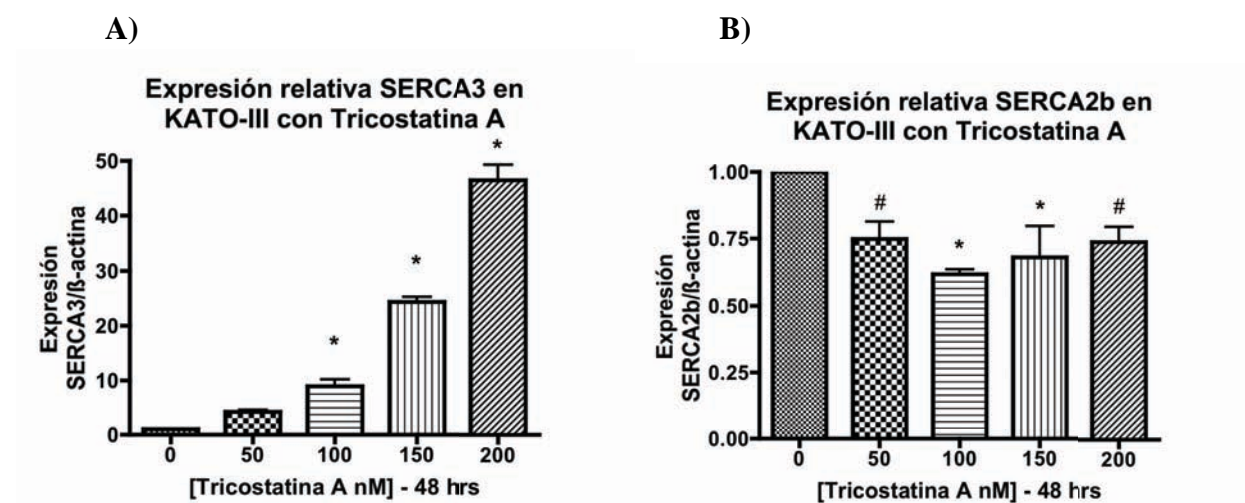 A)
Expresión relativa SERCA3 en
KATO-III con Tricostatina A
Expresión
SERCA3/ß-actina
50
40
30
20
10
0
*
*
*
0 50 100 150 200
[Tricostatina A nM] - 48 hrs
B)
Expresión relativa SERCA2b en
KATO-III con Tricostatina A
Expresión
SERCA2b/ß-actina
1.00
0.75
0.50
0.25
0.00
#
*
*
#
0 50 100 150 200
[Tricostatina A nM] - 48 hrs